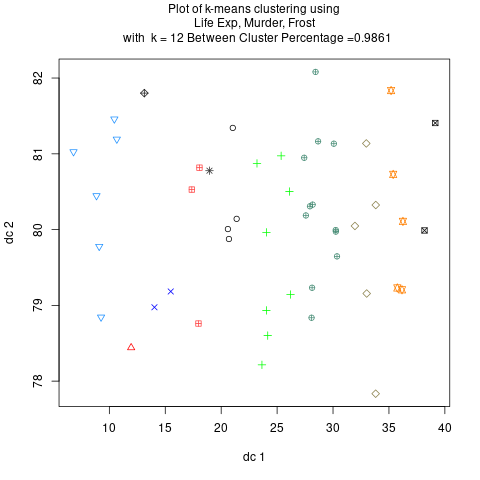 Plot of k-means clustering using
Life Exp, Murder, Frost
with k = 12 Between Cluster Percentage =0.9861
82
81
80
79
78
dc 2
10 15 20 25 30 35 40
dc 1